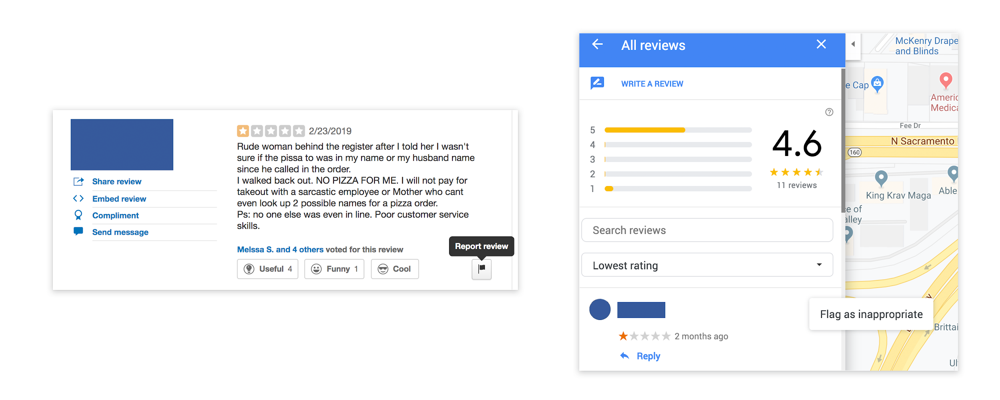 2/23/2019
Rude woman behind the register after I told her I wasn't
sure if the pissa to was in my name or my husband name
since he called in the order.
I walked back out. NO PIZZA FOR ME. I will not pay for
takeout with a sarcastic employee or Mother who cant
even look up 2 possible names for a pizza order.
Ps: no one else was even in line. Poor customer service
skills.
Share review
Embed review
Compliment
Send message
Melssa S. and 4 others voted for this review
Report review
Useful 4
Funny 1
Cool
All reviews
WRITE A REVIEW
5
4
3
2
1
4.6
11 reviews
Search reviews
Lowest rating
2 months ago
Reply
Flag as inappropriate
McKenry Drape
and Blinds
e Cap
Americ
Medica
Fee Dr
N Sacramento
160
King Krav Maga
Able
ce of
alley
Brittai
Ul